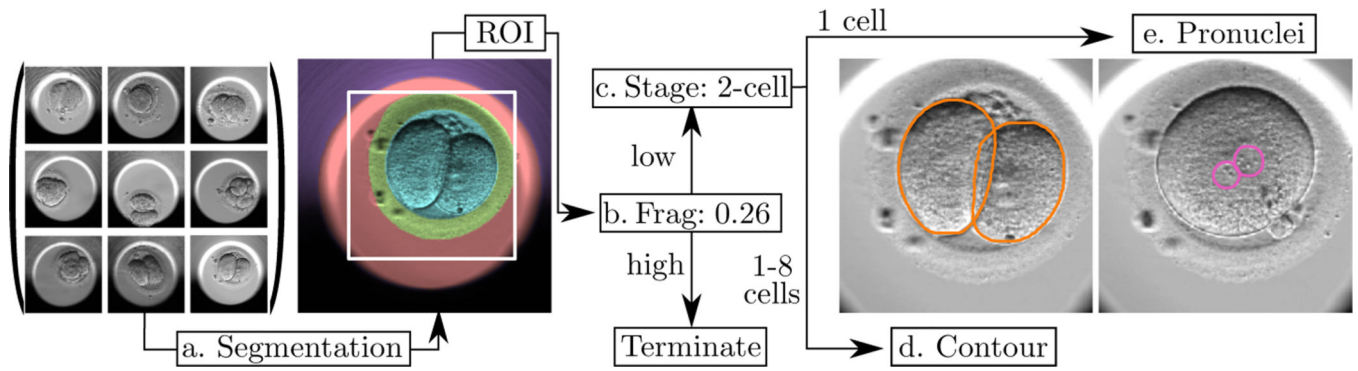 ROI
1 cell
e. Pronuclei
c. Stage: 2-cell
low
b. Frag: 0.26
high
1-8
cells
a. Segmentation
Terminate
d. Contour